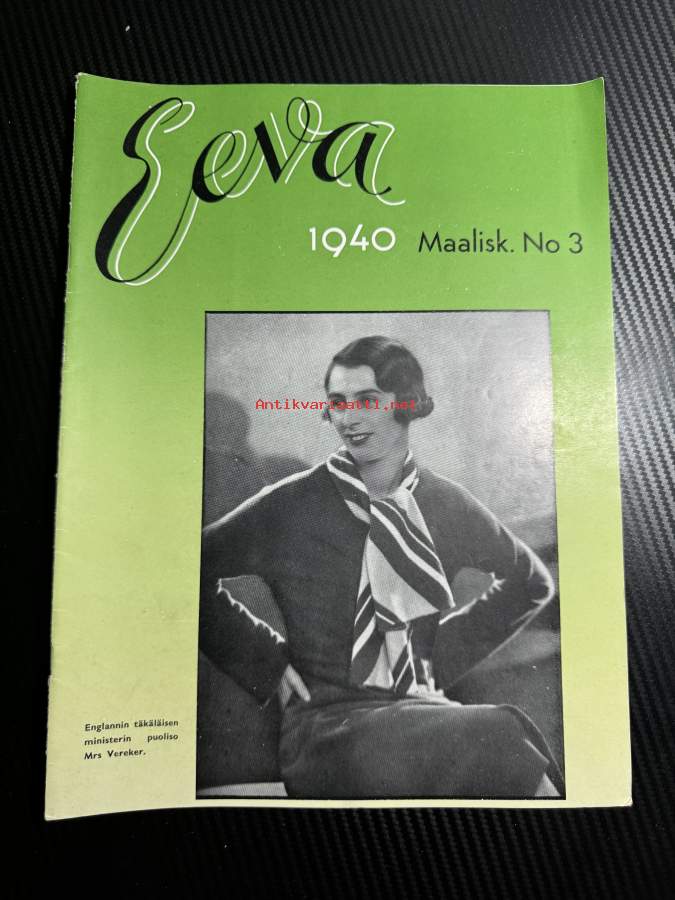 Eeva
1940 Maalisk. No 3
Antikvariaatti.net
Englannin täkäläisen
ministerin puoliso
Mrs Vereker.